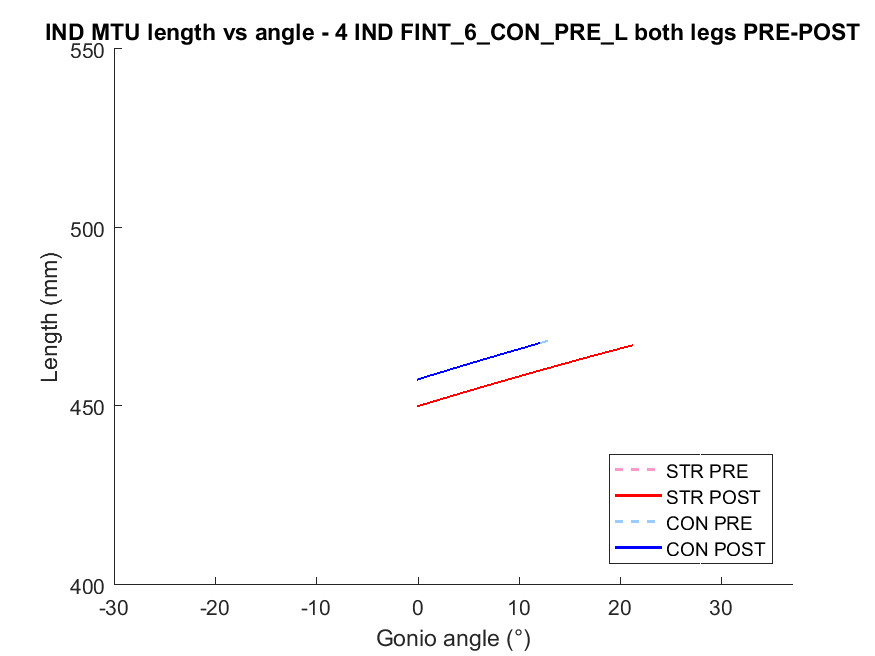 IND MTU length vs angle - 4 IND FINT_6_CON_PRE_L both legs PRE-POST
550
500
450
400
Length (mm)
STR PRE
STR POST
CON PRE
CON POST
-30
-20
-10
0
10
20
30
Gonio angle (°)